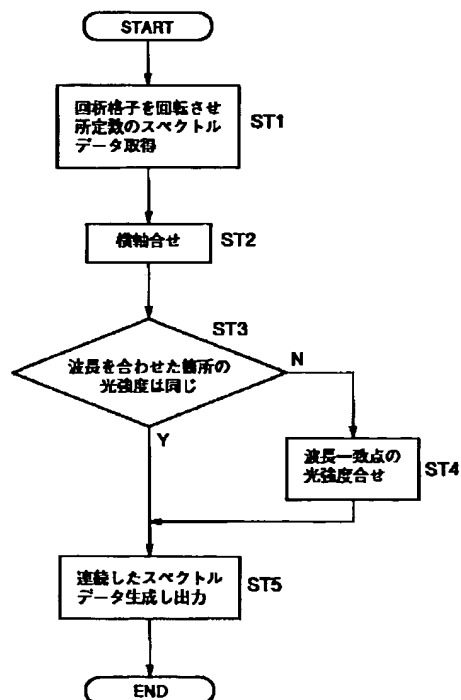 START
回折格子を回転させ
所定数のスペクトル
データ取得
ST1
横軸合せ
ST2
ST3
波長を合わせた箇所の
光強度は同じ
N
Y
波長一致点の
光強度合せ
ST4
連続したスペクトル
データ生成し出力
ST5
END